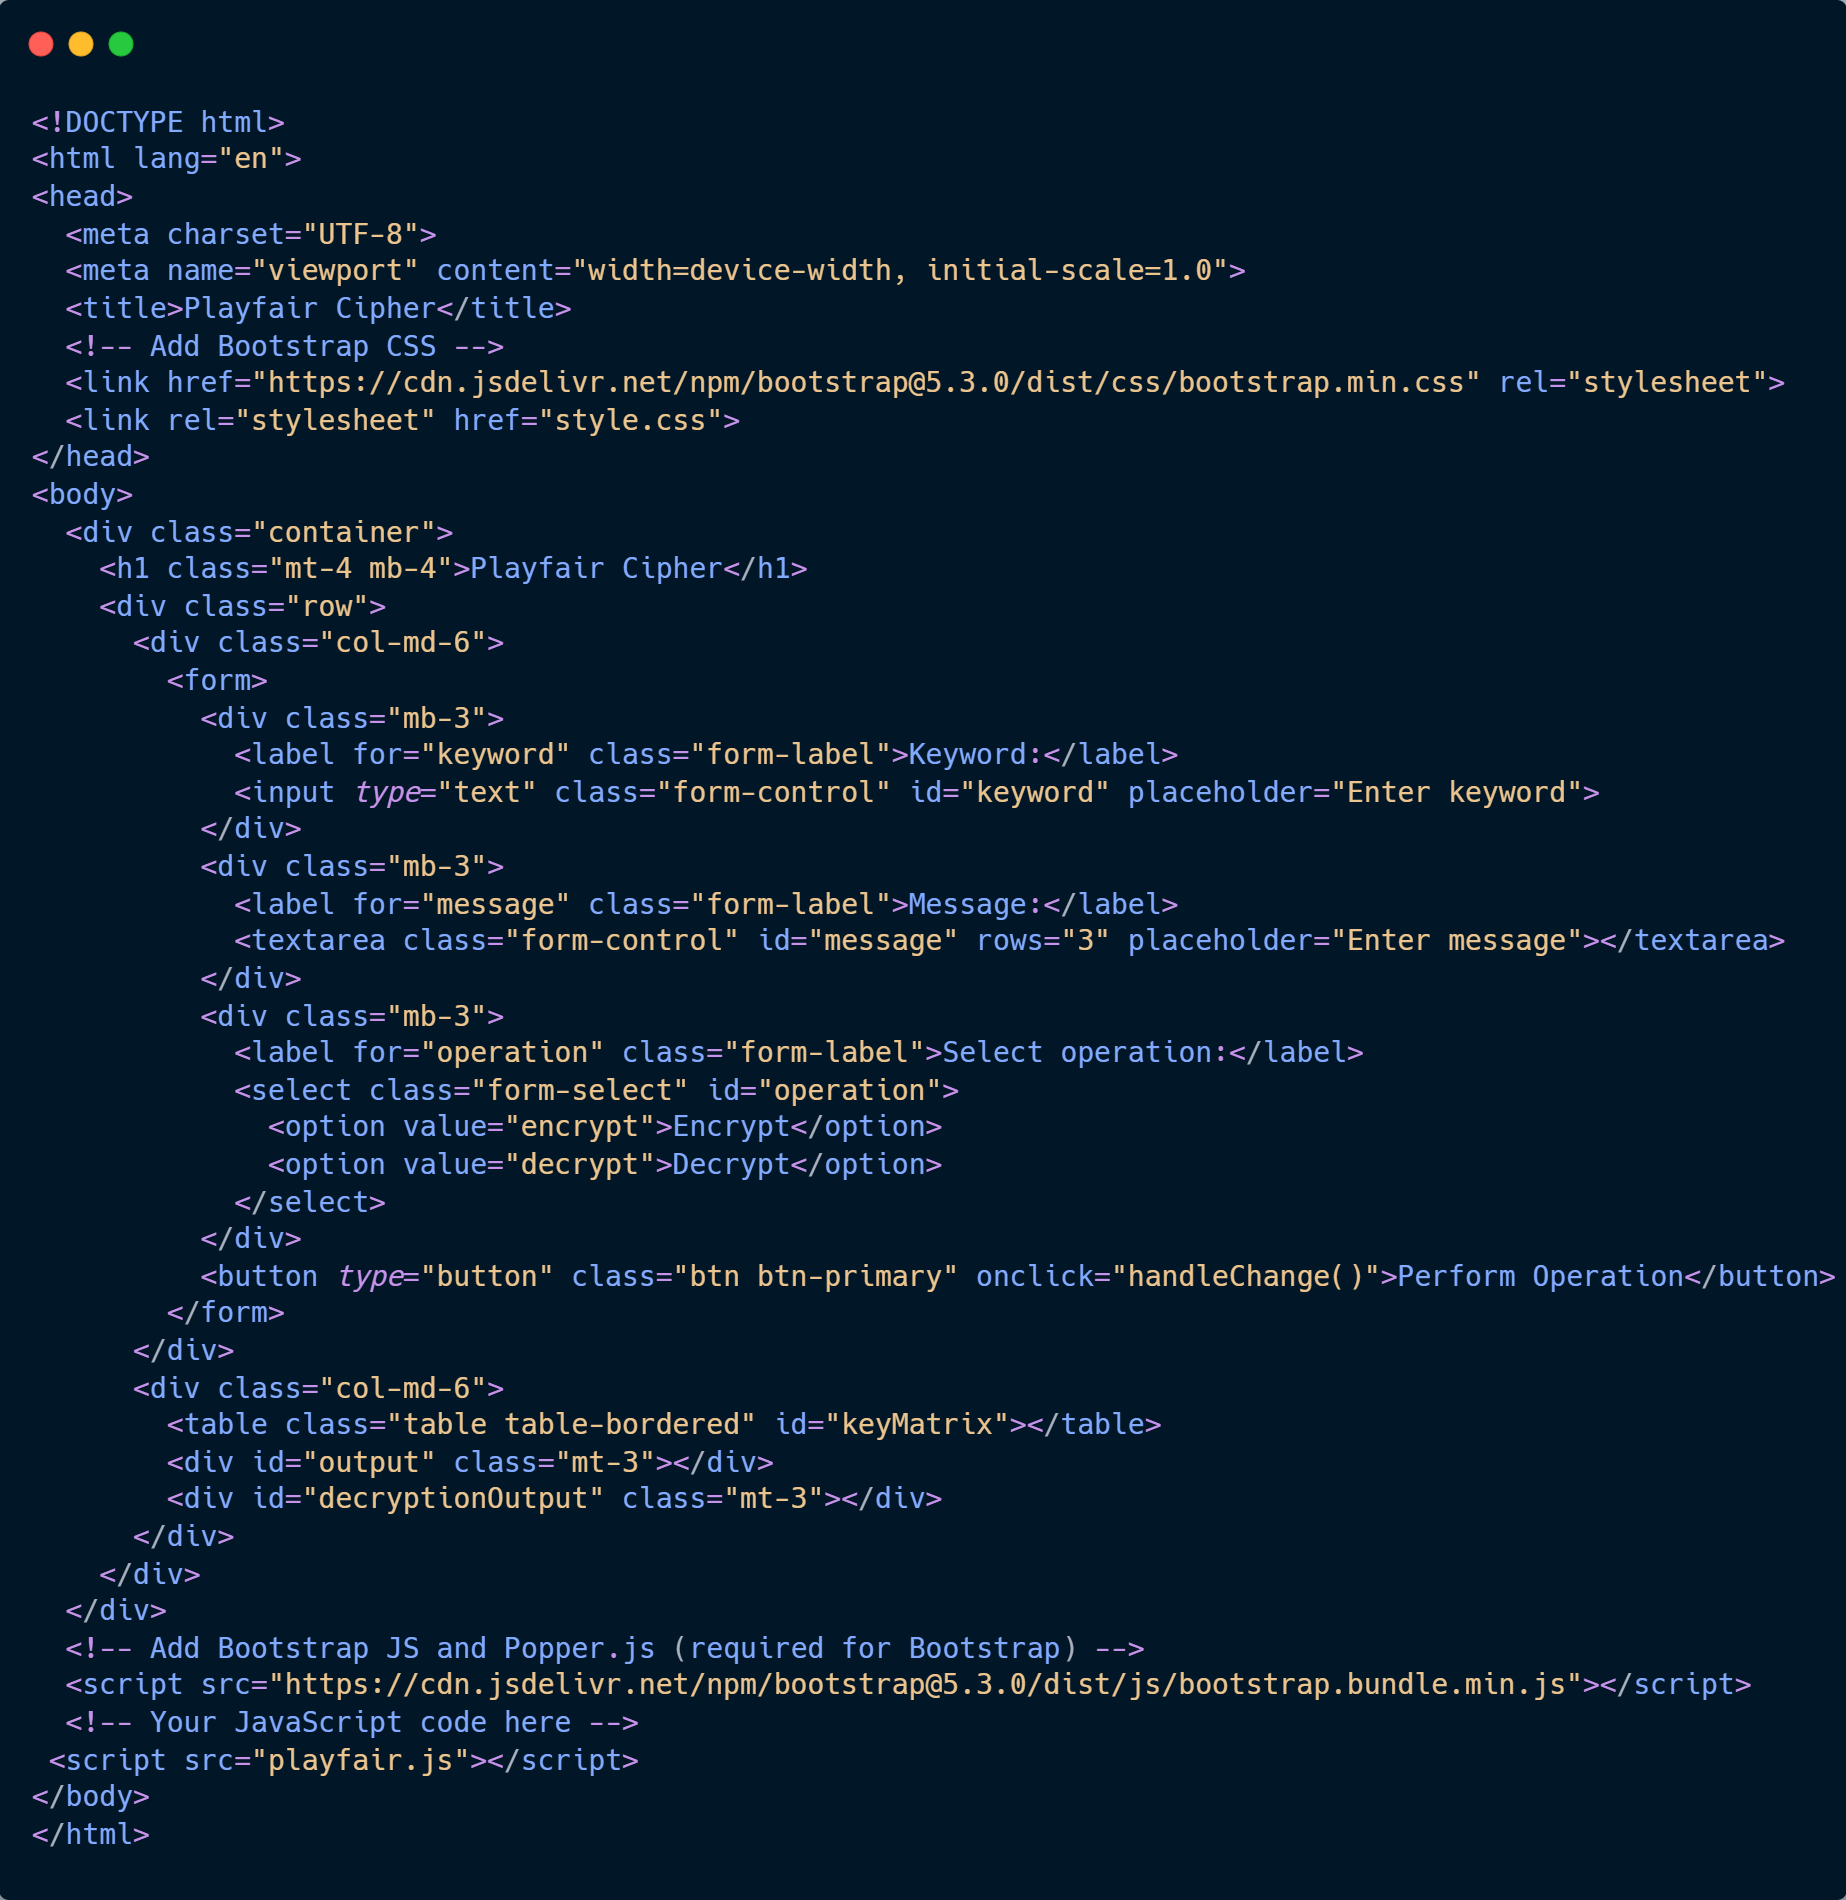 <!DOCTYPE html>
<html lang="en">
<head>
  <meta charset="UTF-8">
  <meta name="viewport" content="width=device-width, initial-scale=1.0">
  <title>Playfair Cipher</title>
  <!-- Add Bootstrap CSS -->
  <link href="https://cdn.jsdelivr.net/npm/bootstrap@5.3.0/dist/css/bootstrap.min.css" rel="stylesheet">
  <link rel="stylesheet" href="style.css">
</head>
<body>
  <div class="container">
    <h1 class="mt-4 mb-4">Playfair Cipher</h1>
    <div class="row">
      <div class="col-md-6">
        <form>
          <div class="mb-3">
            <label for="keyword" class="form-label">Keyword:</label>
            <input type="text" class="form-control" id="keyword" placeholder="Enter keyword">
          </div>
          <div class="mb-3">
            <label for="message" class="form-label">Message:</label>
            <textarea class="form-control" id="message" rows="3" placeholder="Enter message"></textarea>
          </div>
          <div class="mb-3">
            <label for="operation" class="form-label">Select operation:</label>
            <select class="form-select" id="operation">
              <option value="encrypt">Encrypt</option>
              <option value="decrypt">Decrypt</option>
            </select>
          </div>
          <button type="button" class="btn btn-primary" onclick="handleChange()">Perform Operation</button>
        </form>
      </div>
      <div class="col-md-6">
        <table class="table table-bordered" id="keyMatrix"></table>
        <div id="output" class="mt-3"></div>
        <div id="decryptionOutput" class="mt-3"></div>
      </div>
    </div>
  </div>
  <!-- Add Bootstrap JS and Popper.js (required for Bootstrap) -->
  <script src="https://cdn.jsdelivr.net/npm/bootstrap@5.3.0/dist/js/bootstrap.bundle.min.js"></script>
  <!-- Your JavaScript code here -->
 <script src="playfair.js"></script>
</body>
</html>